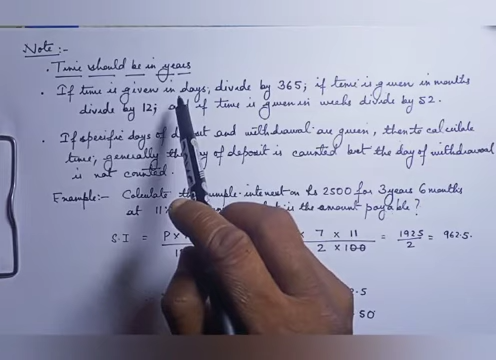 Note:-
· Time should be in years
· If time is given in days, divide by 365; if time is given in months
divide by 12; if time is given in weeks divide by 52.
· If specific days of and withdrawal are given, then to calculate
time, generally the of deposit is counted but the day of withdrawal
is not counted.
Example:- Calculate the simple interest on Rs 2500 for 3 years 6 months
at 11% is the amount payable?
S.I = P × × 7 × 11 / 2 × 100 = 1925 / 2 = 962.5.
.5
50